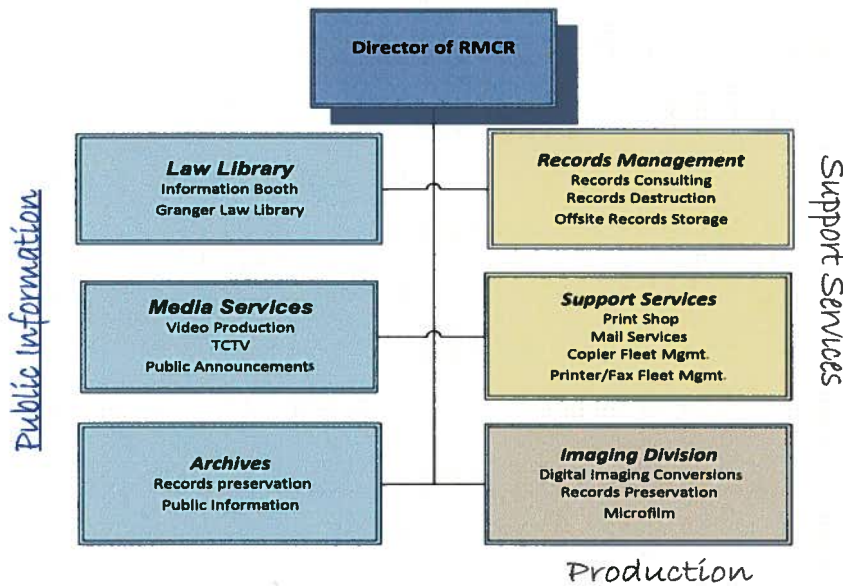 Director of RMCR
Public Information
Law Library
Information Booth
Granger Law Library
Media Services
Video Production
TCTV
Public Announcements
Archives
Records preservation
Public Information
Records Management
Records Consulting
Records Destruction
Offsite Records Storage
Support Services
Print Shop
Mail Services
Copier Fleet Mgmt.
Printer/Fax Fleet Mgmt.
Imaging Division
Digital Imaging Conversions
Records Preservation
Microfilm
Support Services
Production